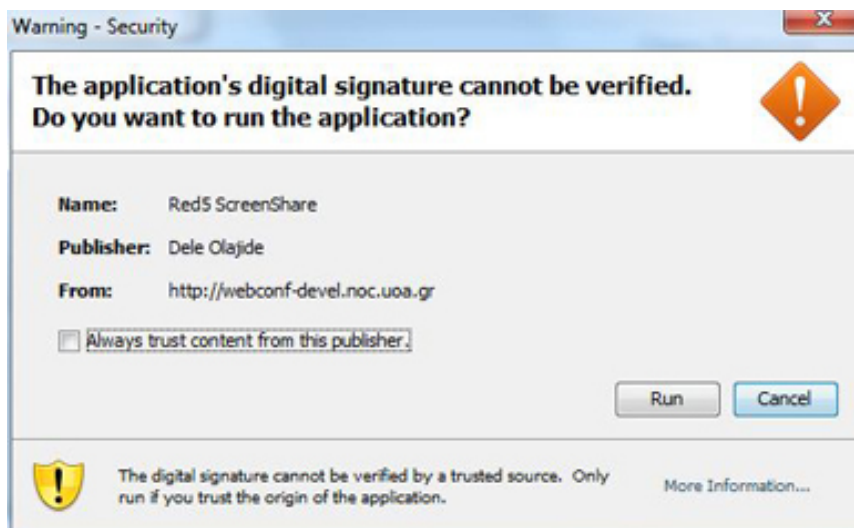 Warning - Security
The application's digital signature cannot be verified.
Do you want to run the application?
Name: Red5 ScreenShare
Publisher: Dele Olajide
From: http://webconf-devel.noc.uoa.gr
Always trust content from this publisher.
Run Cancel
The digital signature cannot be verified by a trusted source. Only
run if you trust the origin of the application.
More Information...